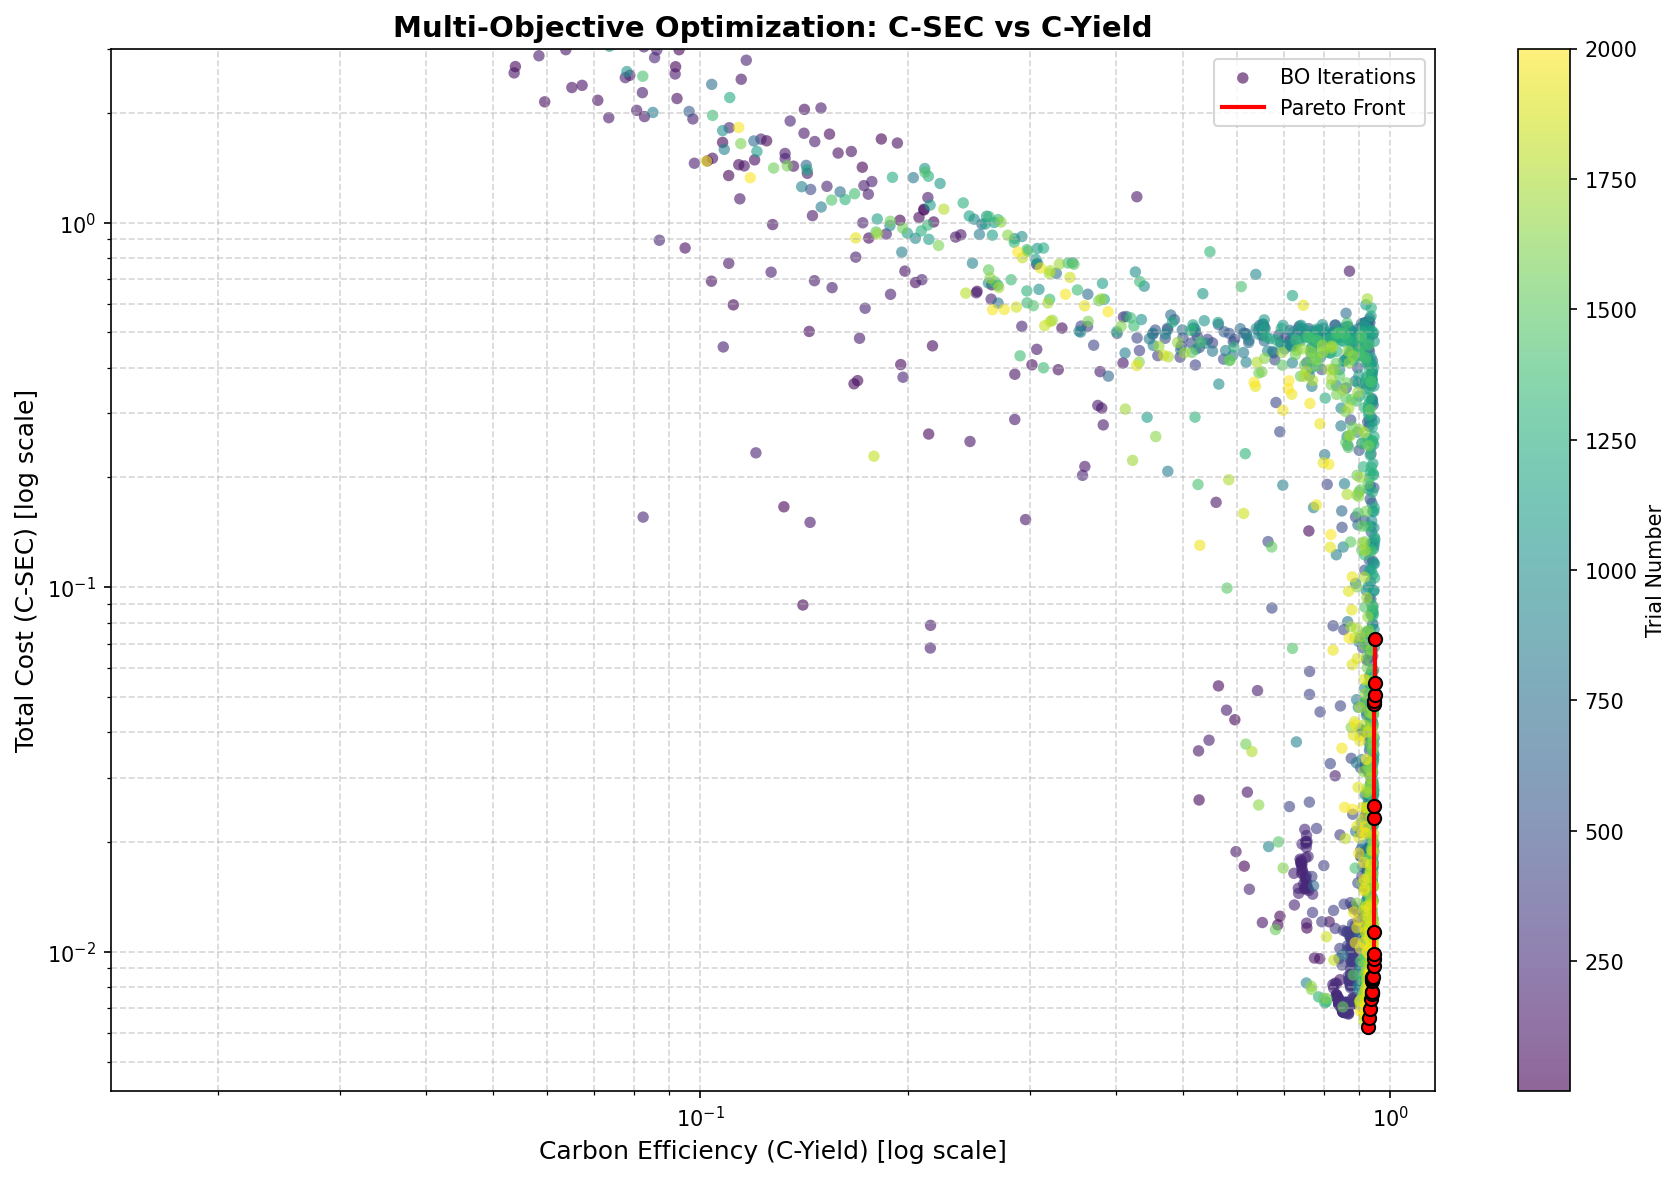 Multi-Objective Optimization: C-SEC vs C-Yield
BO Iterations
Pareto Front
Total Cost (C-SEC) [log scale]
10⁰
10⁻¹
10⁻²
10⁻¹
10⁰
Carbon Efficiency (C-Yield) [log scale]
2000
1750
1500
1250
1000
750
500
250
Trial Number